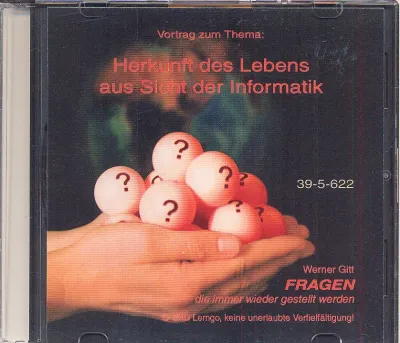 Vortrag zum Thema:
Herkunft des Lebens
aus Sicht der Informatik
? ? ? ? ? ?
39-5-622
Werner Gitt
FRAGEN
die immer wieder gestellt werden
Lemgo, keine unerlaubte Verfielfältigung!